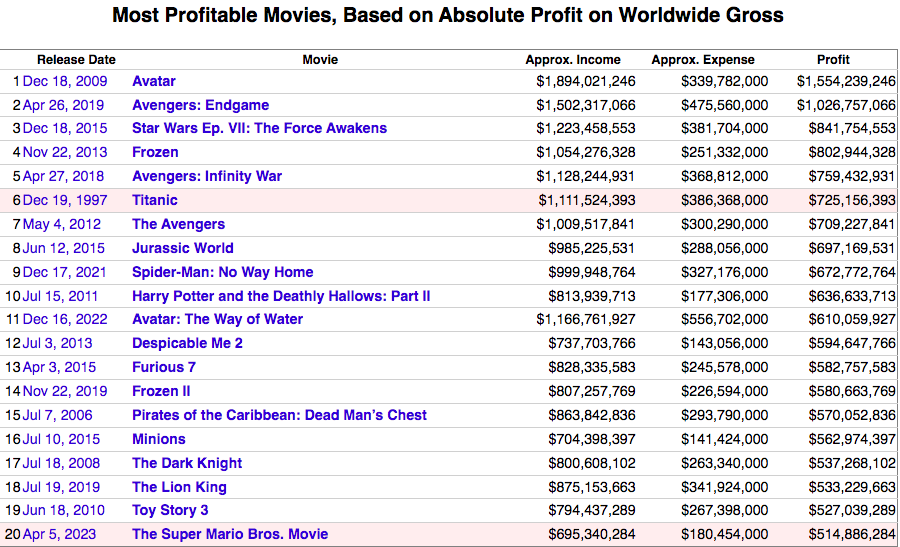 Most Profitable Movies, Based on Absolute Profit on Worldwide Gross
Release Date Movie Approx. Income Approx. Expense Profit
1 Dec 18, 2009 Avatar $1,894,021,246 $339,782,000 $1,554,239,246
2 Apr 26, 2019 Avengers: Endgame $1,502,317,066 $475,560,000 $1,026,757,066
3 Dec 18, 2015 Star Wars Ep. VII: The Force Awakens $1,223,458,553 $381,704,000 $841,754,553
4 Nov 22, 2013 Frozen $1,054,276,328 $251,332,000 $802,944,328
5 Apr 27, 2018 Avengers: Infinity War $1,128,244,931 $368,812,000 $759,432,931
6 Dec 19, 1997 Titanic $1,111,524,393 $386,368,000 $725,156,393
7 May 4, 2012 The Avengers $1,009,517,841 $300,290,000 $709,227,841
8 Jun 12, 2015 Jurassic World $985,225,531 $288,056,000 $697,169,531
9 Dec 17, 2021 Spider-Man: No Way Home $999,948,764 $327,176,000 $672,772,764
10 Jul 15, 2011 Harry Potter and the Deathly Hallows: Part II $813,939,713 $177,306,000 $636,633,713
11 Dec 16, 2022 Avatar: The Way of Water $1,166,761,927 $556,702,000 $610,059,927
12 Jul 3, 2013 Despicable Me 2 $737,703,766 $143,056,000 $594,647,766
13 Apr 3, 2015 Furious 7 $828,335,583 $245,578,000 $582,757,583
14 Nov 22, 2019 Frozen II $807,257,769 $226,594,000 $580,663,769
15 Jul 7, 2006 Pirates of the Caribbean: Dead Man’s Chest $863,842,836 $293,790,000 $570,052,836
16 Jul 10, 2015 Minions $704,398,397 $141,424,000 $562,974,397
17 Jul 18, 2008 The Dark Knight $800,608,102 $263,340,000 $537,268,102
18 Jul 19, 2019 The Lion King $875,153,663 $341,924,000 $533,229,663
19 Jun 18, 2010 Toy Story 3 $794,437,289 $267,398,000 $527,039,289
20 Apr 5, 2023 The Super Mario Bros. Movie $695,340,284 $180,454,000 $514,886,284